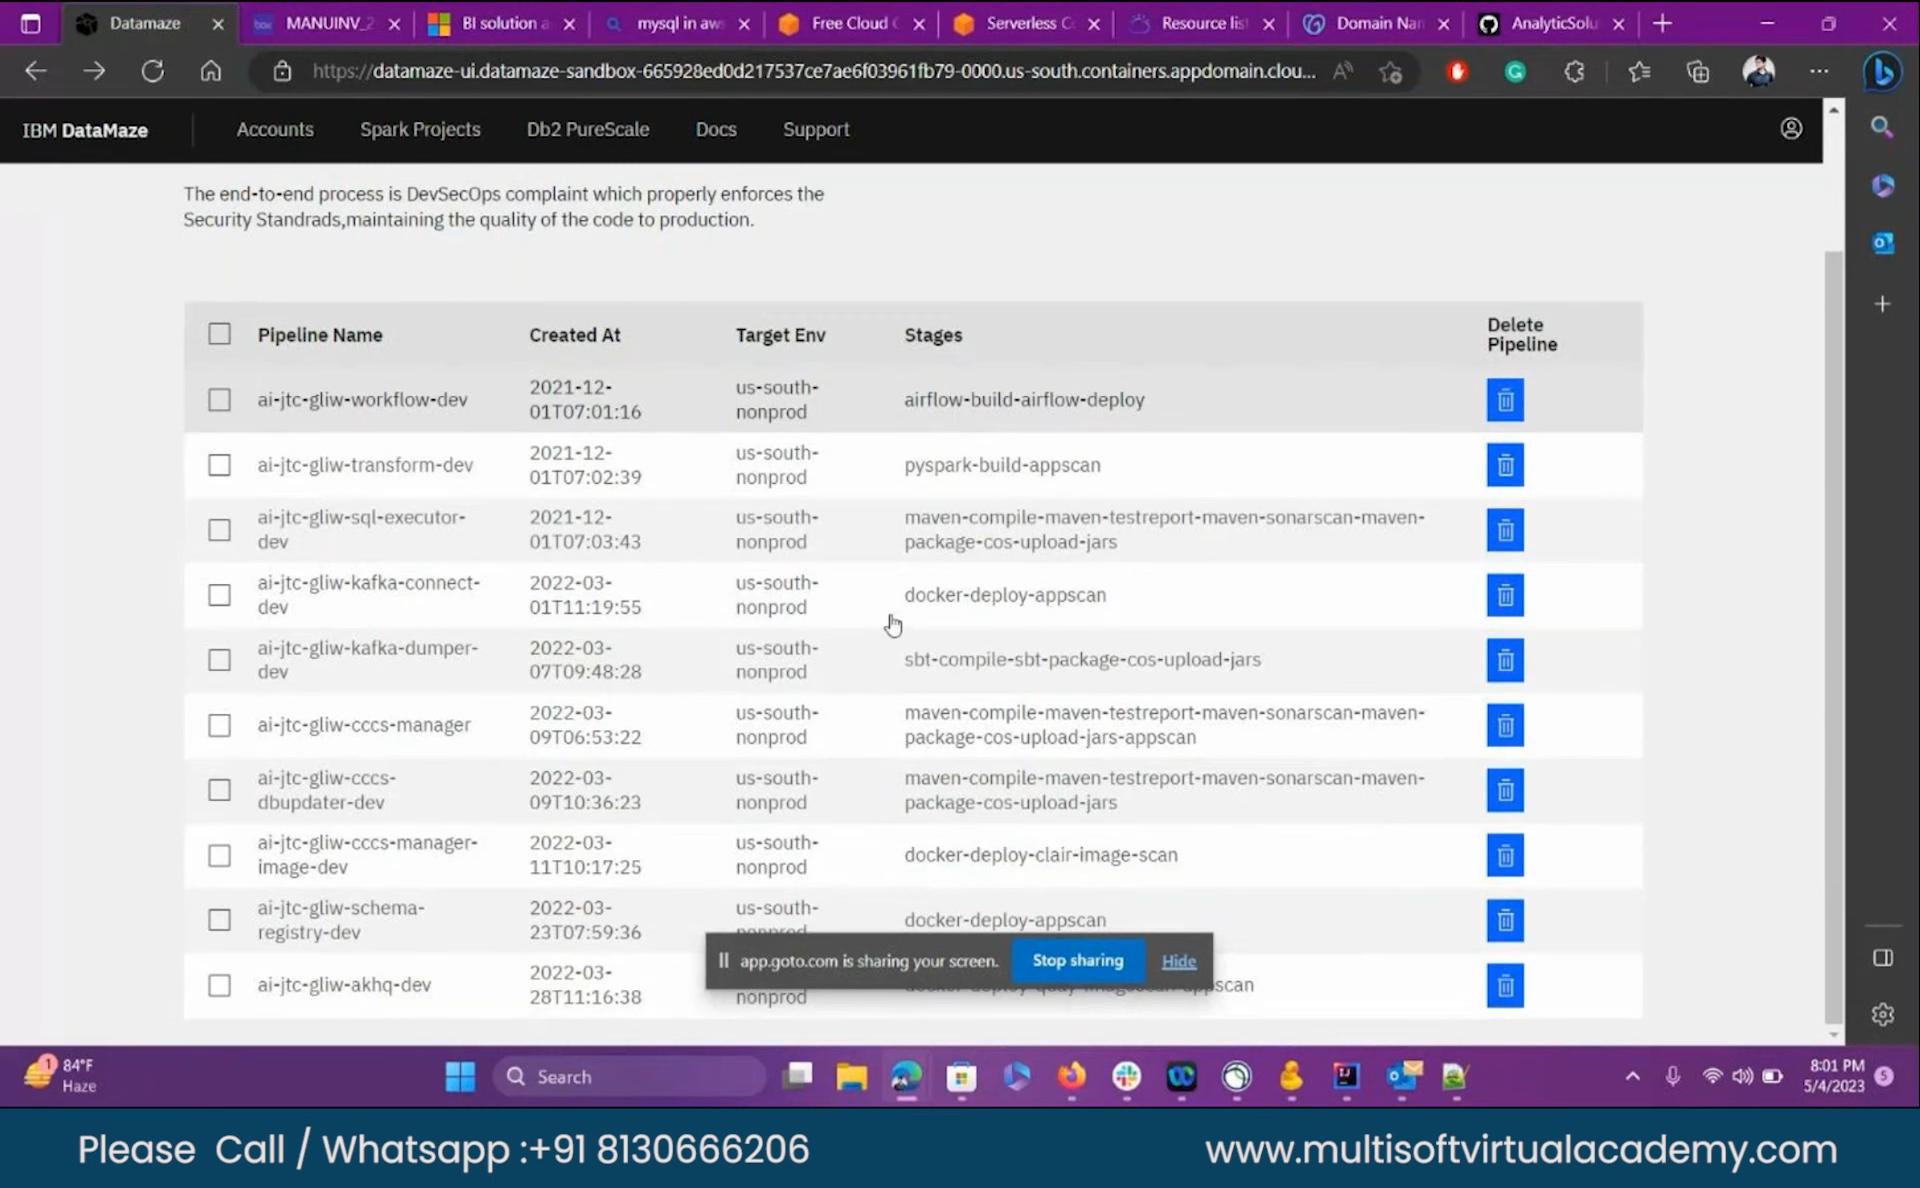 Datamaze
MANUINV_2
BI solution a
mysql in aws
Free Cloud C
Serverless C
Resource list
Domain Nam
AnalyticSolu
https://datamaze-ui.datamaze-sandbox-665928ed0d217537ce7ae6f03961fb79-0000.us-south.containers.appdomain.clou...
IBM DataMaze
Accounts
Spark Projects
Db2 PureScale
Docs
Support
The end-to-end process is DevSecOps complaint which properly enforces the
Security Standrads,maintaining the quality of the code to production.
Pipeline Name
Created At
Target Env
Stages
Delete
Pipeline
ai-jtc-gliw-workflow-dev
2021-12-
01T07:01:16
us-south-
nonprod
airflow-build-airflow-deploy
ai-jtc-gliw-transform-dev
2021-12-
01T07:02:39
us-south-
nonprod
pyspark-build-appscan
ai-jtc-gliw-sql-executor-
dev
2021-12-
01T07:03:43
us-south-
nonprod
maven-compile-maven-testreport-maven-sonarscan-maven-
package-cos-upload-jars
ai-jtc-gliw-kafka-connect-
dev
2022-03-
01T11:19:55
us-south-
nonprod
docker-deploy-appscan
ai-jtc-gliw-kafka-dumper-
dev
2022-03-
07T09:48:28
us-south-
nonprod
sbt-compile-sbt-package-cos-upload-jars
ai-jtc-gliw-cccs-manager
2022-03-
09T06:53:22
us-south-
nonprod
maven-compile-maven-testreport-maven-sonarscan-maven-
package-cos-upload-jars-appscan
ai-jtc-gliw-cccs-
dbupdater-dev
2022-03-
09T10:36:23
us-south-
nonprod
maven-compile-maven-testreport-maven-sonarscan-maven-
package-cos-upload-jars
ai-jtc-gliw-cccs-manager-
image-dev
2022-03-
11T10:17:25
us-south-
nonprod
docker-deploy-clair-image-scan
ai-jtc-gliw-schema-
registry-dev
2022-03-
23T07:59:36
us-south-
nonprod
docker-deploy-appscan
ai-jtc-gliw-akhq-dev
2022-03-
28T11:16:38
nonprod
app.goto.com is sharing your screen.
Stop sharing
Hide
84°F
Haze
Search
8:01 PM
5/4/2023
5
Please Call / Whatsapp :+91 8130666206
www.multisoftvirtualacademy.com